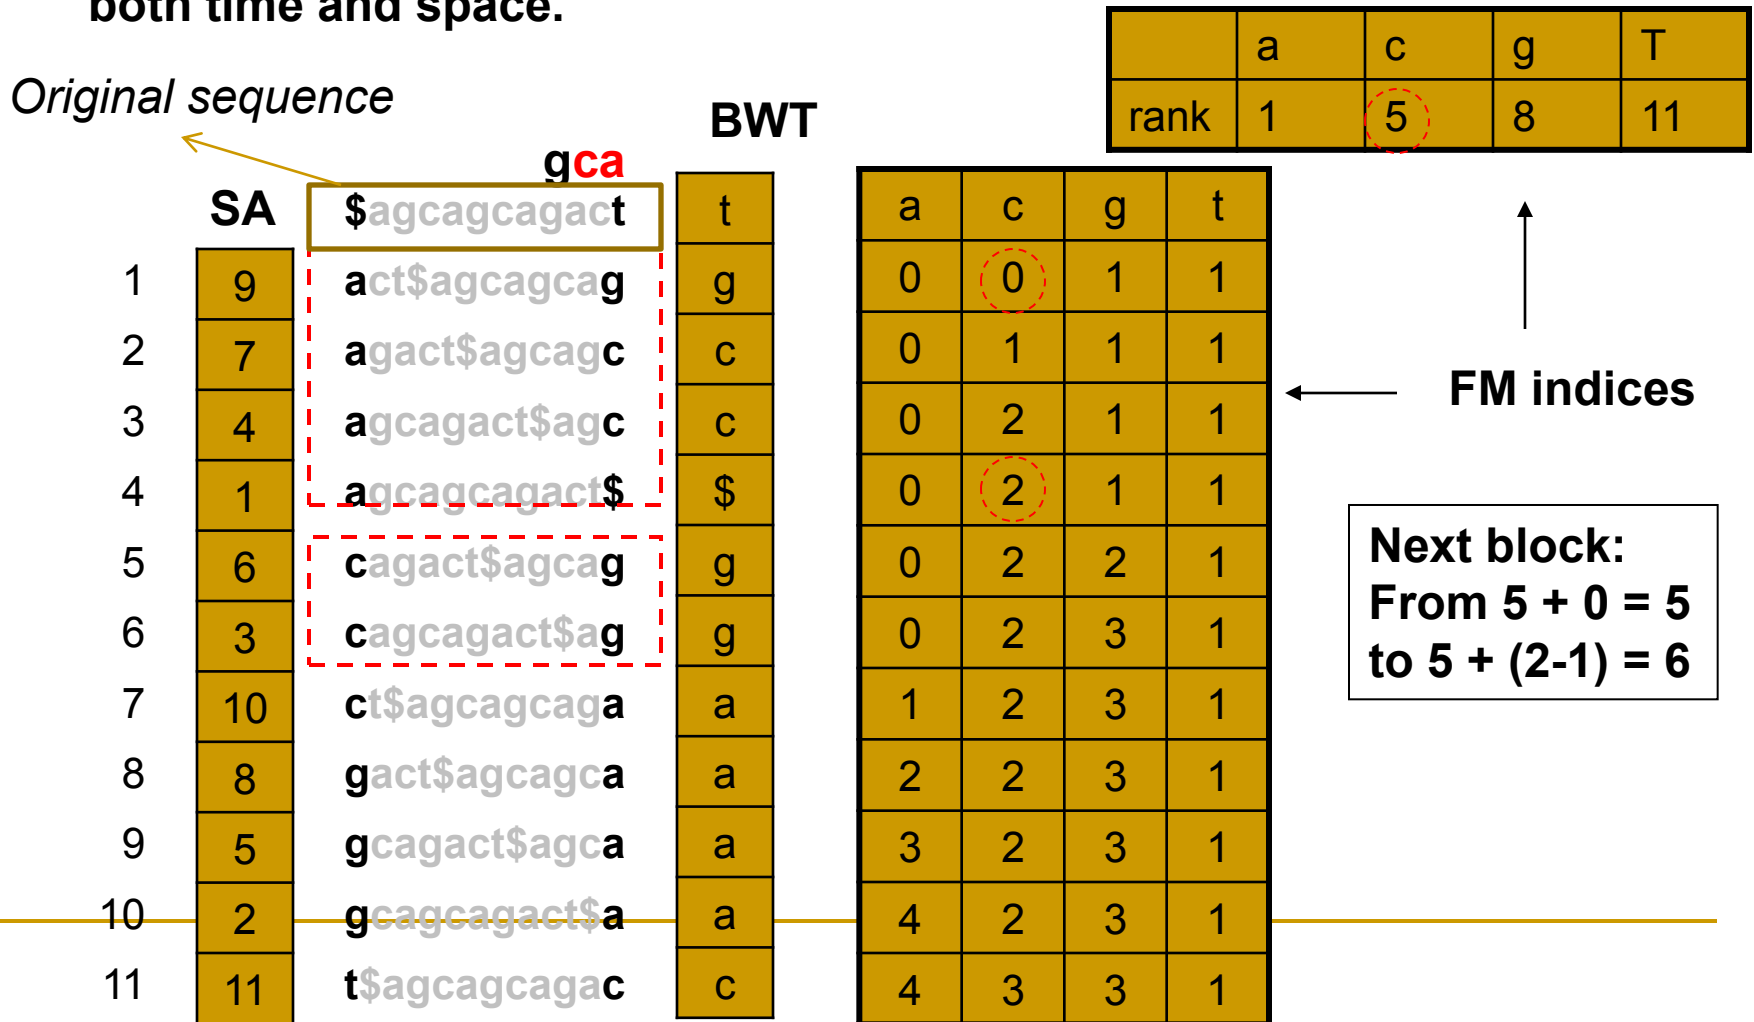 both time and space.
a c g T
rank 1 5 8 11
Original sequence
BWT
gca
SA $agcagcagact t a c g t
1 9 act$agcagcag g 0 0 1 1
2 7 agact$agcagc c 0 1 1 1
3 4 agcagact$agc c 0 2 1 1
4 1 agcagcagact$ $ 0 2 1 1
5 6 cagact$agcag g 0 2 2 1
6 3 cagcagact$ag g 0 2 3 1
7 10 ct$agcagcaga a 1 2 3 1
8 8 gact$agcagca a 2 2 3 1
9 5 gcagact$agca a 3 2 3 1
10 2 gcagcagact$a a 4 2 3 1
11 11 t$agcagcagac c 4 3 3 1
FM indices
Next block:
From 5 + 0 = 5
to 5 + (2-1) = 6